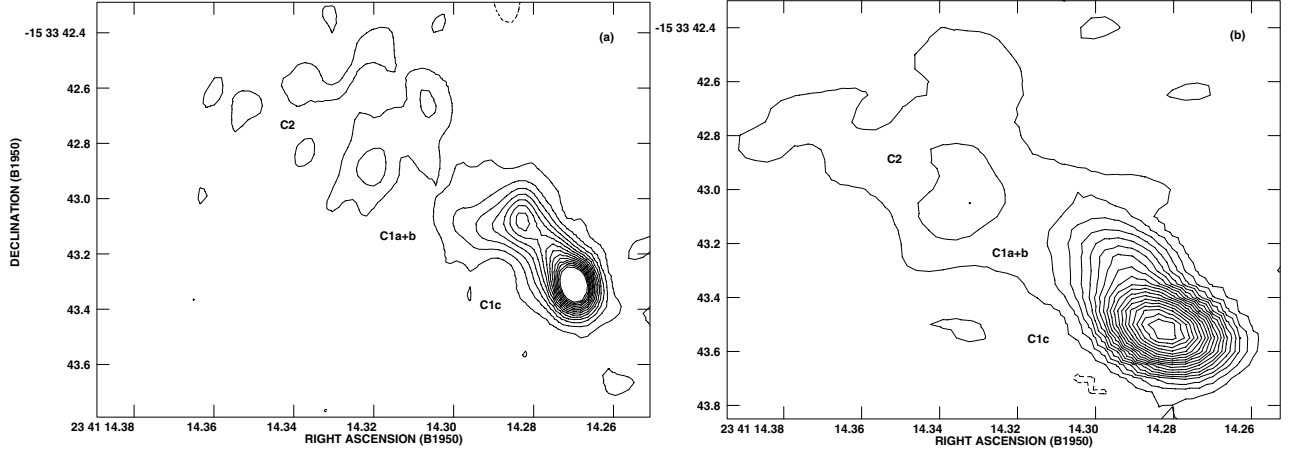 -15 33 42.4
42.6
42.8
43.0
43.2
43.4
43.6
DECLINATION (B1950)
(a)
C2
C1a+b
C1c
23 41 14.38
14.36
14.34
14.32
14.30
14.28
14.26
RIGHT ASCENSION (B1950)
-15 33 42.4
42.6
42.8
43.0
43.2
43.4
43.6
43.8
(b)
C2
C1a+b
C1c
23 41 14.38
14.36
14.34
14.32
14.30
14.28
14.26
RIGHT ASCENSION (B1950)